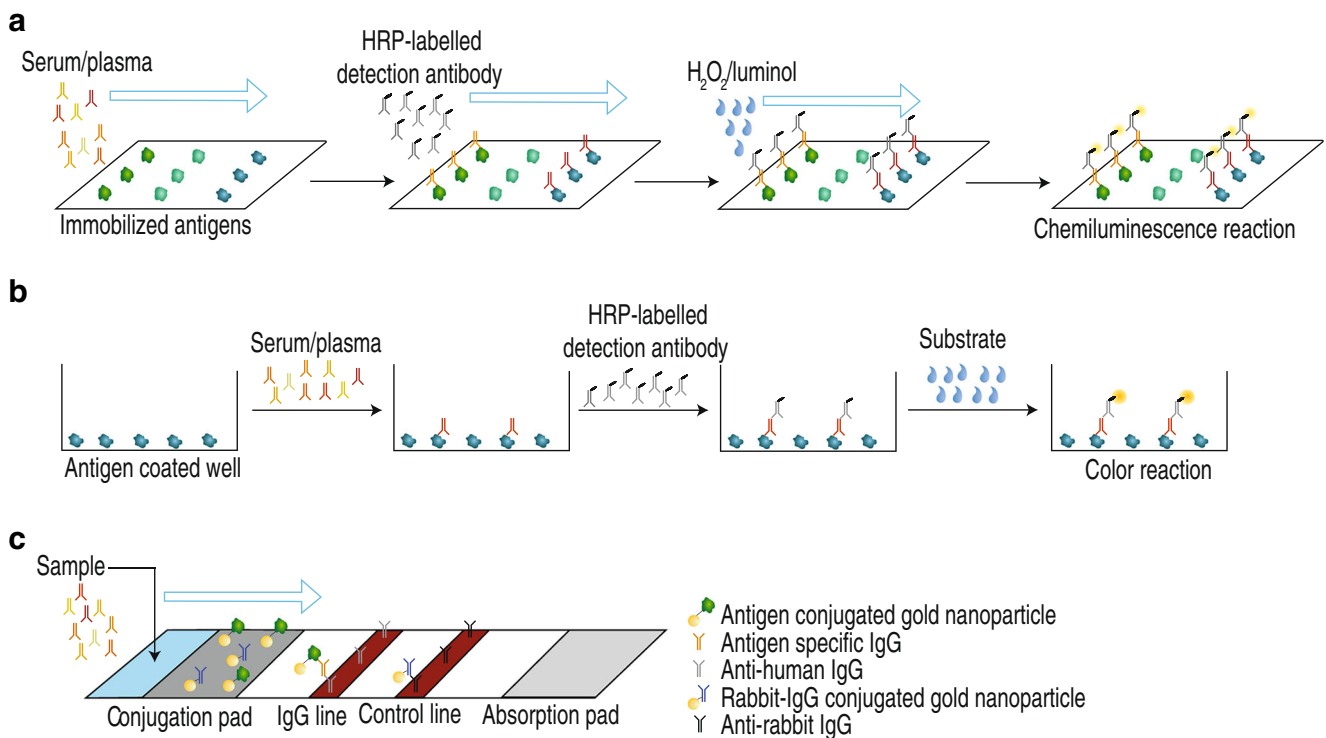 a
Serum/plasma
HRP-labelled
detection antibody
H₂O₂/luminol
Immobilized antigens
Chemiluminescence reaction
b
Serum/plasma
HRP-labelled
detection antibody
Substrate
Antigen coated well
Color reaction
c
Sample
Conjugation pad
IgG line
Control line
Absorption pad
Antigen conjugated gold nanoparticle
Antigen specific IgG
Anti-human IgG
Rabbit-IgG conjugated gold nanoparticle
Anti-rabbit IgG